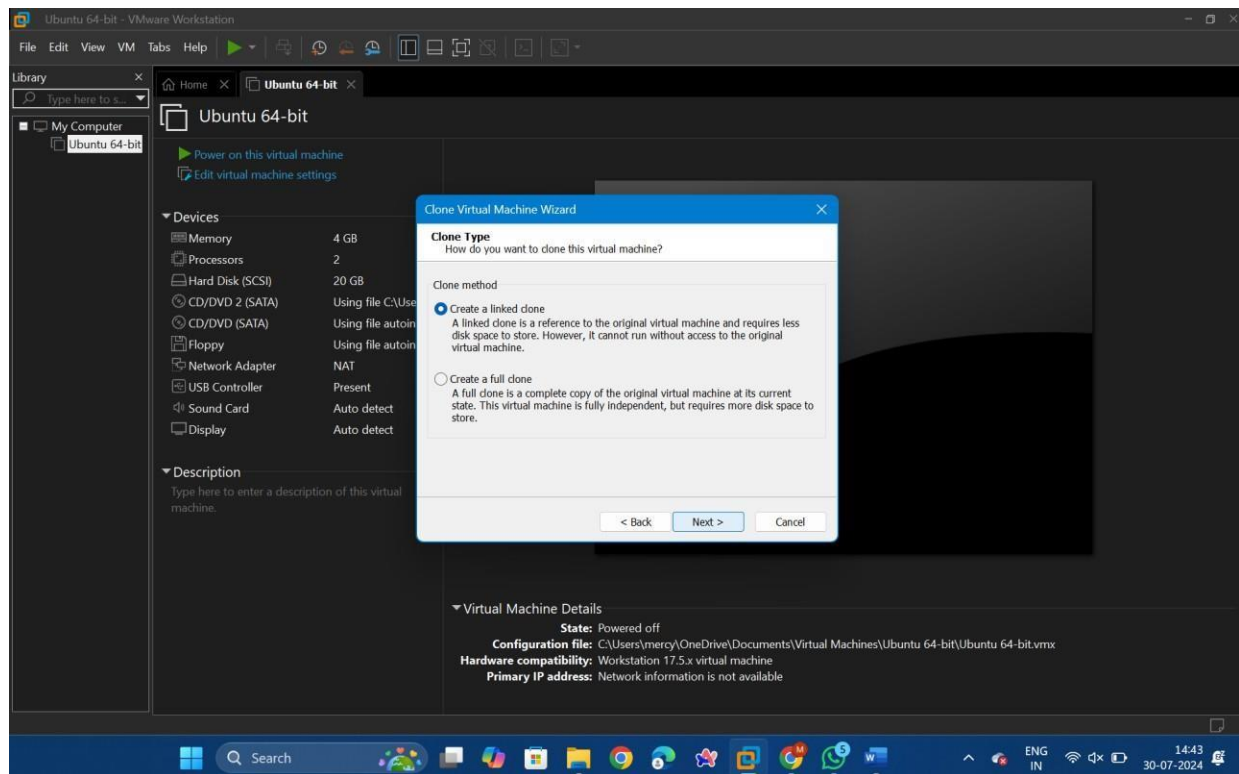 Ubuntu 64-bit - VMware Workstation
File Edit View VM Tabs Help
Library
Type here to s...
My Computer
Ubuntu 64-bit
Home
Ubuntu 64-bit
Ubuntu 64-bit
Power on this virtual machine
Edit virtual machine settings
Devices
Memory 4 GB
Processors 2
Hard Disk (SCSI) 20 GB
CD/DVD 2 (SATA) Using file C:\Use
CD/DVD (SATA) Using file autoin
Floppy Using file autoin
Network Adapter NAT
USB Controller Present
Sound Card Auto detect
Display Auto detect
Description
Type here to enter a description of this virtual
machine.
Clone Virtual Machine Wizard
Clone Type
How do you want to clone this virtual machine?
Clone method
Create a linked clone
A linked clone is a reference to the original virtual machine and requires less
disk space to store. However, it cannot run without access to the original
virtual machine.
Create a full clone
A full clone is a complete copy of the original virtual machine at its current
state. This virtual machine is fully independent, but requires more disk space to
store.
< Back Next > Cancel
Virtual Machine Details
State: Powered off
Configuration file: C:\Users\mercy\OneDrive\Documents\Virtual Machines\Ubuntu 64-bit\Ubuntu 64-bit.vmx
Hardware compatibility: Workstation 17.5.x virtual machine
Primary IP address: Network information is not available
Search
ENG
IN
14:43
30-07-2024